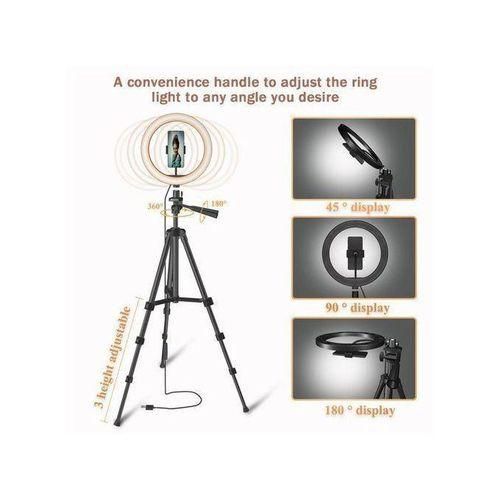 A convenience handle to adjust the ring
light to any angle you desire
360°
180°
3 height adjustable
45 ° display
90 ° display
180 ° display